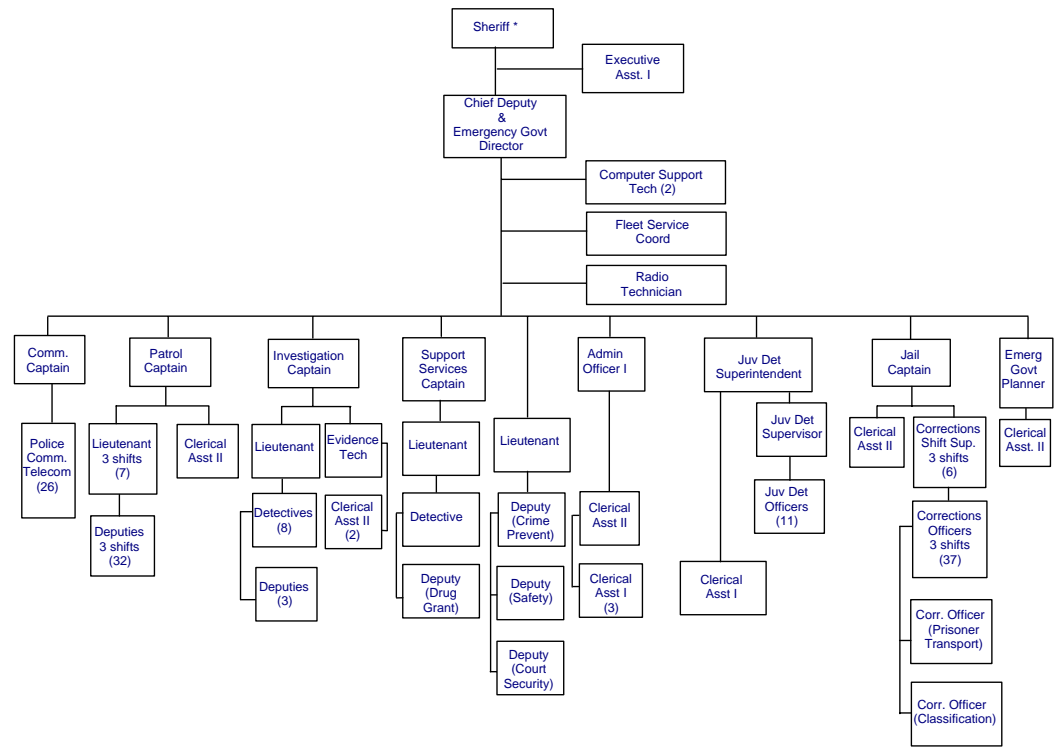 Sheriff *
Executive
Asst. I
Chief Deputy
&
Emergency Govt
Director
Computer Support
Tech (2)
Fleet Service
Coord
Radio
Technician
Comm.
Captain
Patrol
Captain
Investigation
Captain
Support
Services
Captain
Admin
Officer I
Juv Det
Superintendent
Jail
Captain
Emerg
Govt
Planner
Police
Comm.
Telecom
(26)
Lieutenant
3 shifts
(7)
Clerical
Asst II
Deputies
3 shifts
(32)
Lieutenant
Evidence
Tech
Detectives
(8)
Clerical
Asst II
(2)
Deputies
(3)
Lieutenant
Detective
Deputy
(Drug
Grant)
Lieutenant
Deputy
(Crime
Prevent)
Deputy
(Safety)
Deputy
(Court
Security)
Clerical
Asst II
Clerical
Asst I
(3)
Juv Det
Supervisor
Juv Det
Officers
(11)
Clerical
Asst I
Clerical
Asst II
Corrections
Shift Sup.
3 shifts
(6)
Corrections
Officers
3 shifts
(37)
Corr. Officer
(Prisoner
Transport)
Corr. Officer
(Classification)
Clerical
Asst. II